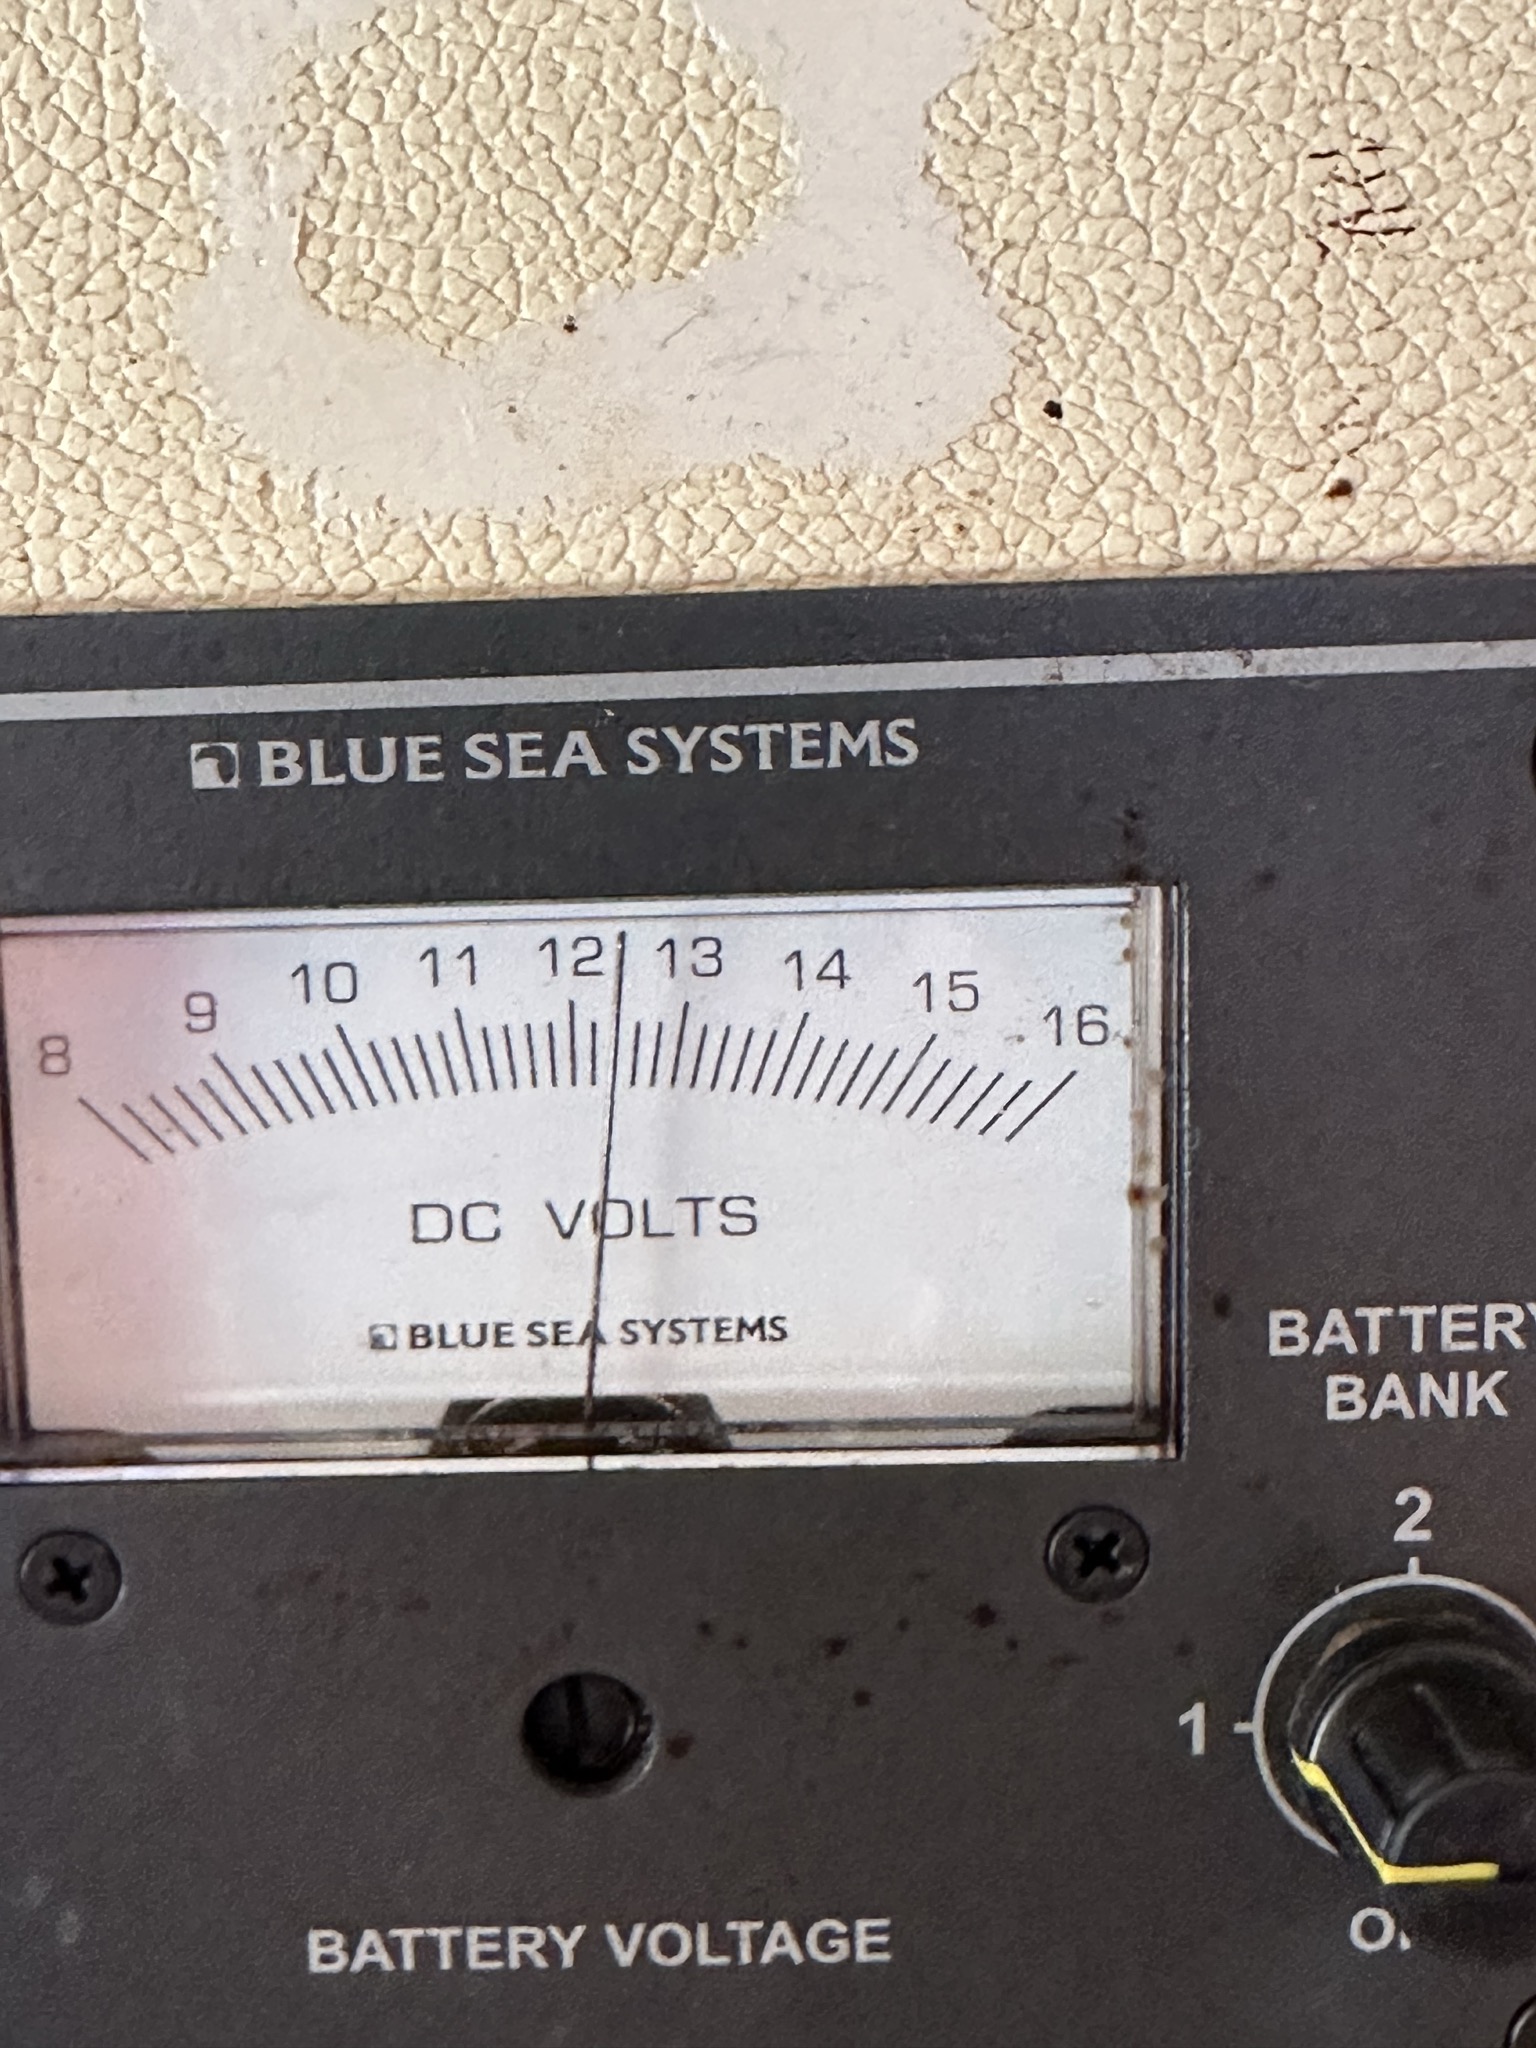 BLUE SEA SYSTEMS
8 9 10 11 12 13 14 15 16
DC VOLTS
BLUE SEA SYSTEMS
BATTERY
BANK
2
1
BATTERY VOLTAGE